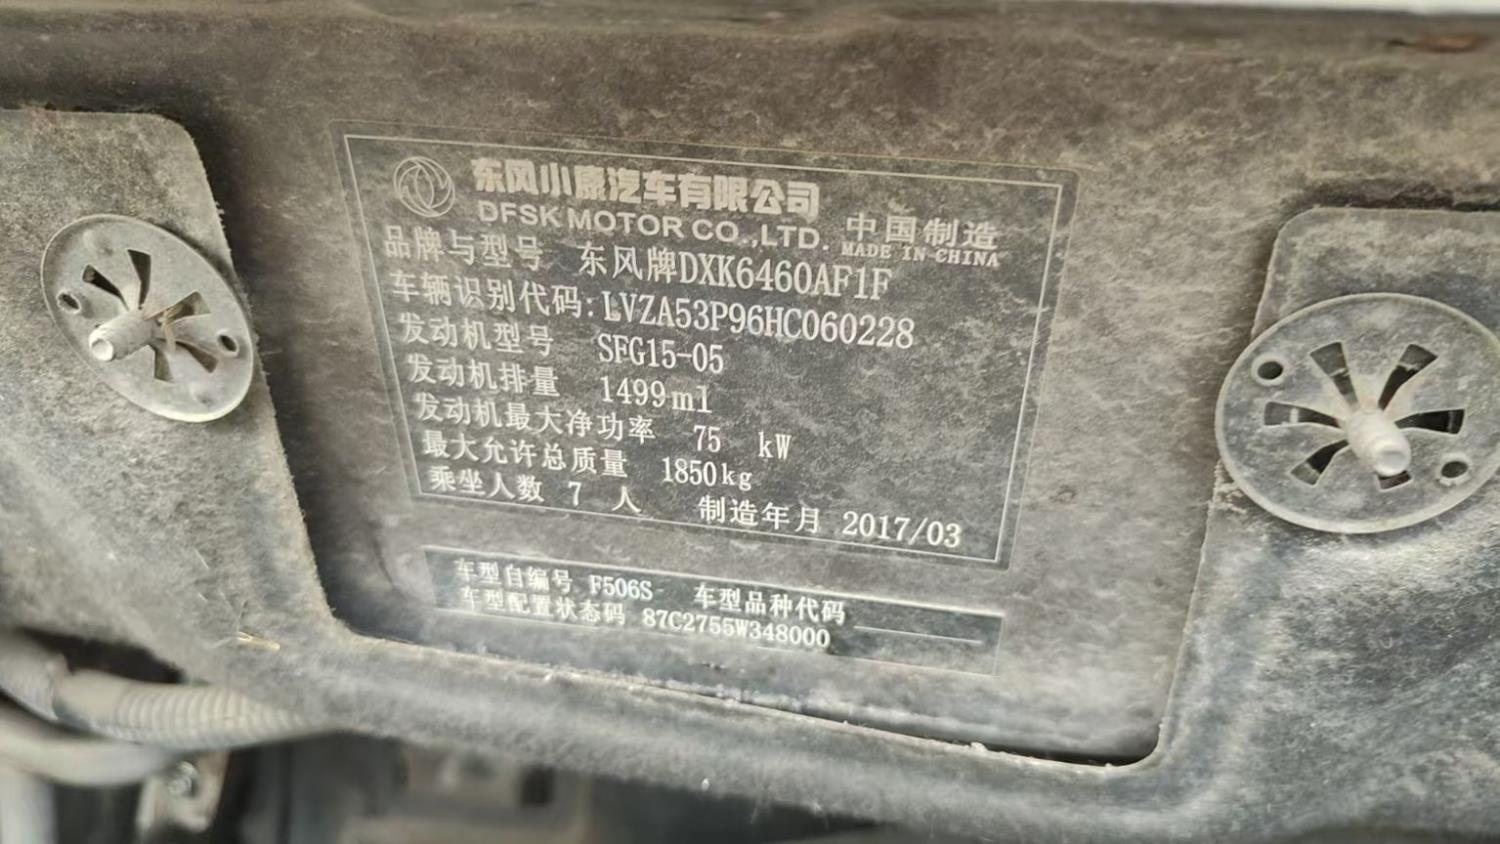 东风小康汽车有限公司
DFSK MOTOR CO.,LTD.
中国制造
MADE IN CHINA
品牌与型号 东风牌DXK6460AF1F
车辆识别代码:LVZA53P96HC060228
发动机型号 SFG15-05
发动机排量 1499ml
发动机最大净功率 75 kW
最大允许总质量 1850kg
乘坐人数 7 人 制造年月 2017/03
车型自编号 F506S 车型品种代码
车型配置状态码 87C2755W348000